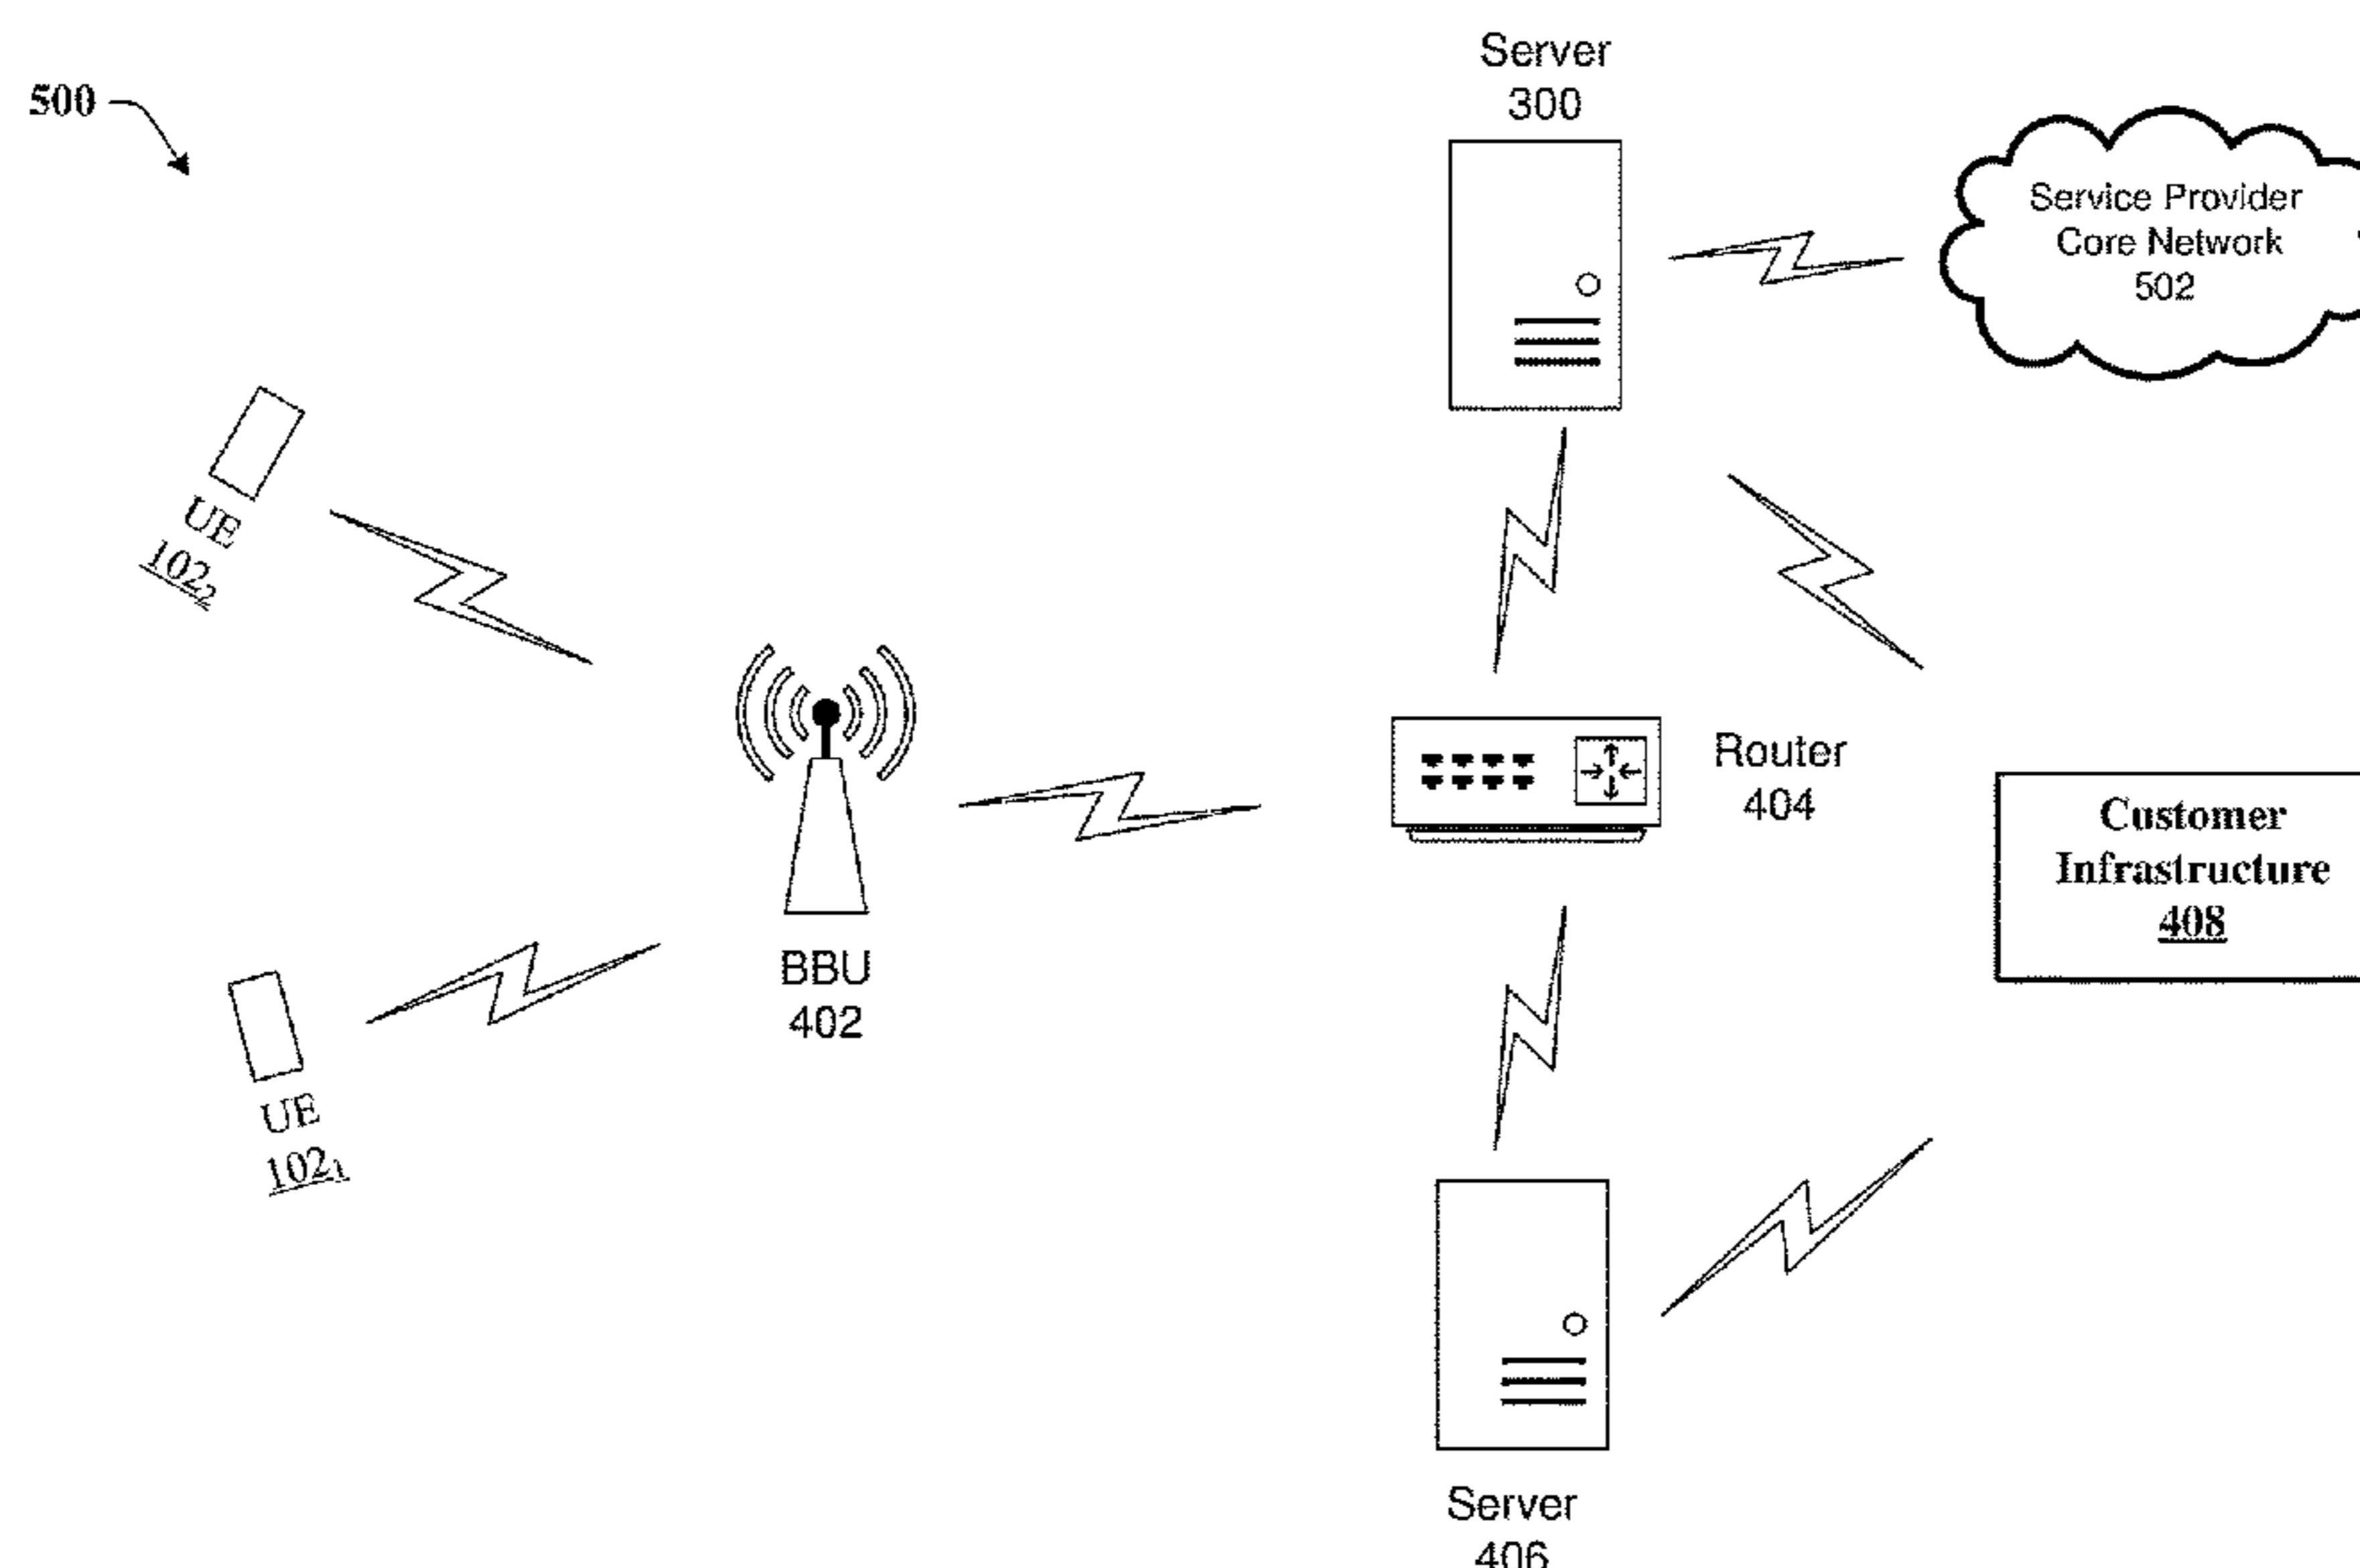 500
Server
300
Service Provider
Core Network
502
UE
102₂
Router
404
Customer
Infrastructure
408
BBU
402
UE
102₁
Server
406